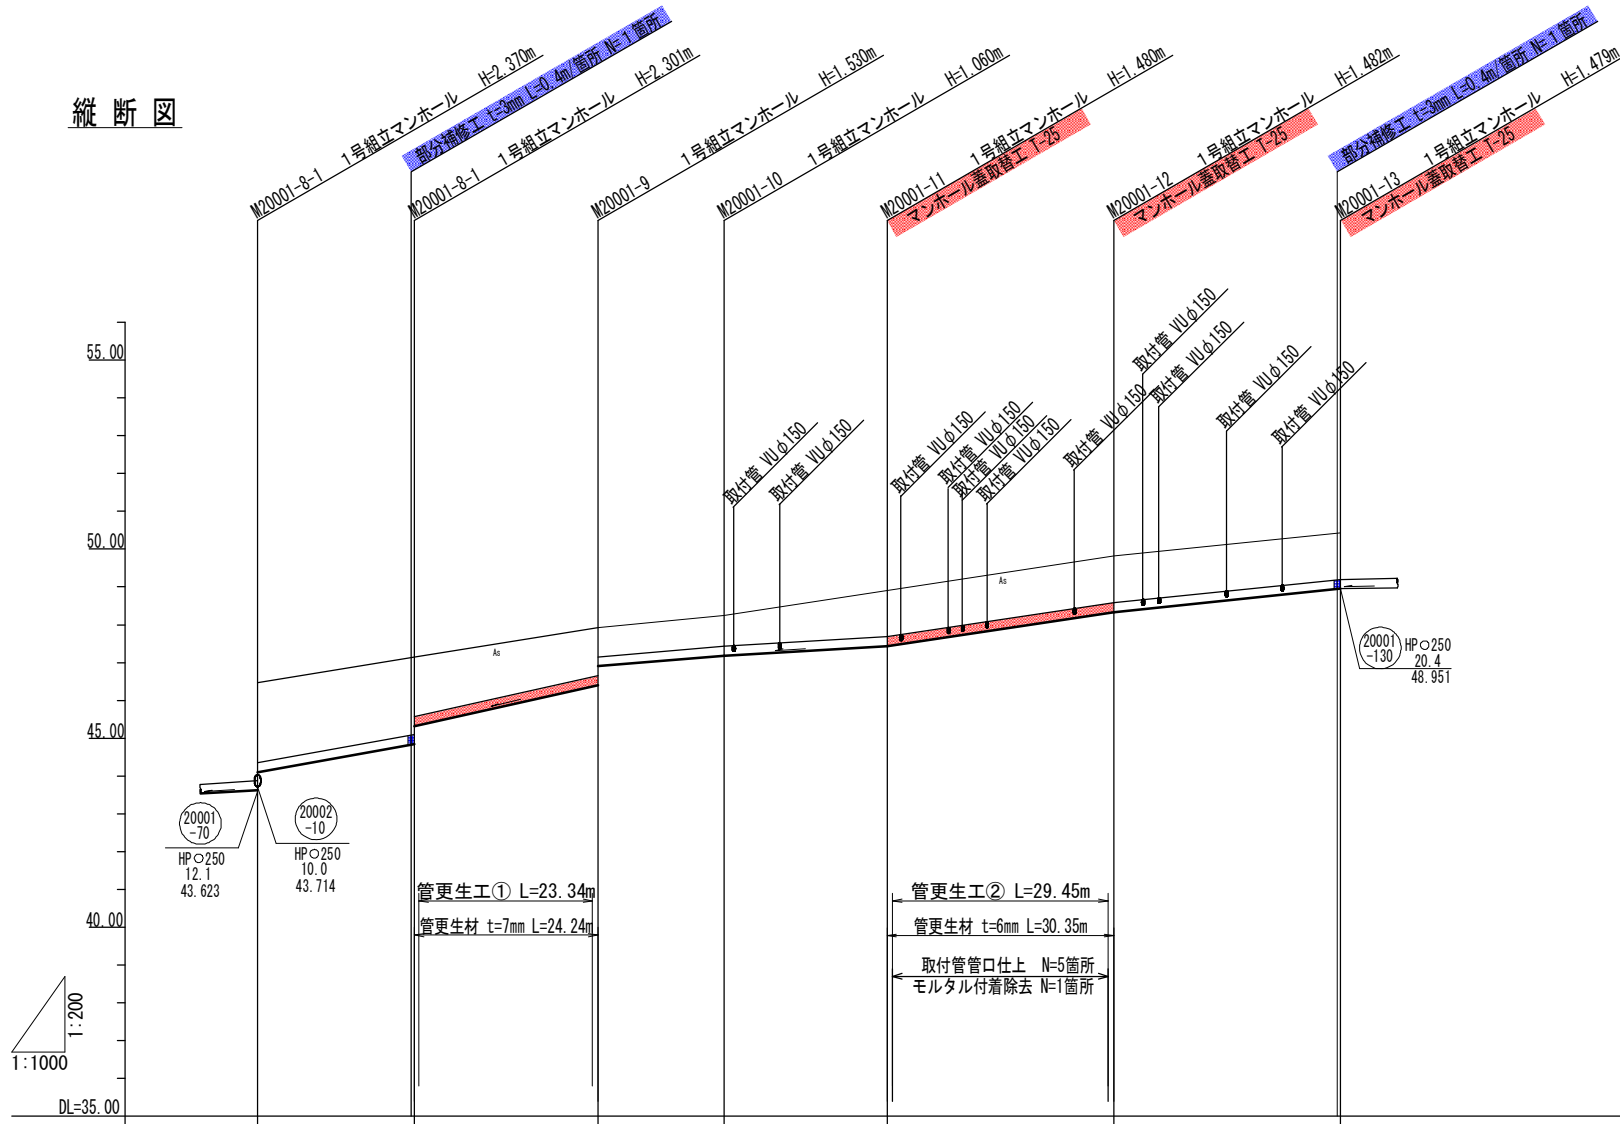 縦断図
M20001-8-1 1号組立マンホール H=2.370m
部分補修工 t=3mm L=0.4m/箇所 N=1箇所
M20001-8-1 1号組立マンホール H=2.301m
M20001-9 1号組立マンホール H=1.530m
M20001-10 1号組立マンホール H=1.060m
M20001-11 1号組立マンホール H=1.480m
マンホール蓋取替工 T-25
M20001-12 1号組立マンホール H=1.482m
マンホール蓋取替工 T-25
部分補修工 t=3mm L=0.4m/箇所 N=1箇所
M20001-13 1号組立マンホール H=1.479m
マンホール蓋取替工 T-25
55.00
50.00
45.00
40.00
DL=35.00
取付管 VUφ150
取付管 VUφ150
取付管 VUφ150
取付管 VUφ150
取付管 VUφ150
取付管 VUφ150
取付管 VUφ150
取付管 VUφ150
取付管 VUφ150
取付管 VUφ150
取付管 VUφ150
As
As
20001
-70
HP○250
12.1
43.623
20002
-10
HP○250
10.0
43.714
20001
-130
HP○250
20.4
48.951
管更生工① L=23.34m
管更生材 t=7mm L=24.24m
管更生工② L=29.45m
管更生材 t=6mm L=30.35m
取付管管口仕上 N=5箇所
モルタル付着除去 N=1箇所
1:200
1:1000